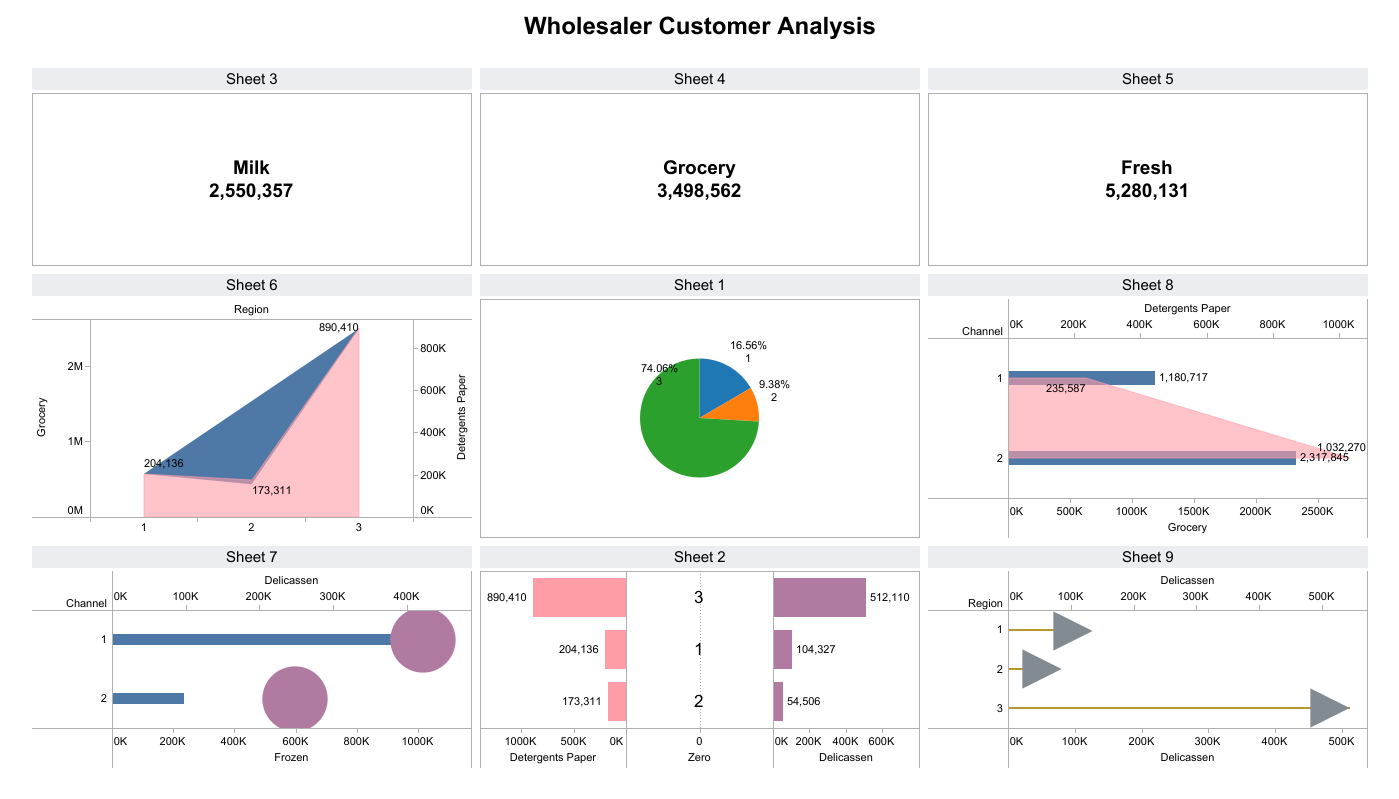 Wholesaler Customer Analysis
Sheet 3
Milk
2,550,357
Sheet 4
Grocery
3,498,562
Sheet 5
Fresh
5,280,131
Sheet 6
Region
890,410
2M
1M
0M
Grocery
204,136
173,311
800K
600K
400K
200K
0K
Detergents Paper
1 2 3
Sheet 1
16.56%
1
9.38%
2
74.06%
3
Sheet 8
Detergents Paper
Channel
0K 200K 400K 600K 800K 1000K
1
1,180,717
235,587
2
1,032,270
2,317,845
0K 500K 1000K 1500K 2000K 2500K
Grocery
Sheet 7
Delicassen
Channel
0K 100K 200K 300K 400K
1
2
0K 200K 400K 600K 800K 1000K
Frozen
Sheet 2
890,410 3 512,110
204,136 1 104,327
173,311 2 54,506
1000K 500K 0K 0 0K 200K 400K 600K
Detergents Paper Zero Delicassen
Sheet 9
Delicassen
Region
0K 100K 200K 300K 400K 500K
1
2
3
0K 100K 200K 300K 400K 500K
Delicassen